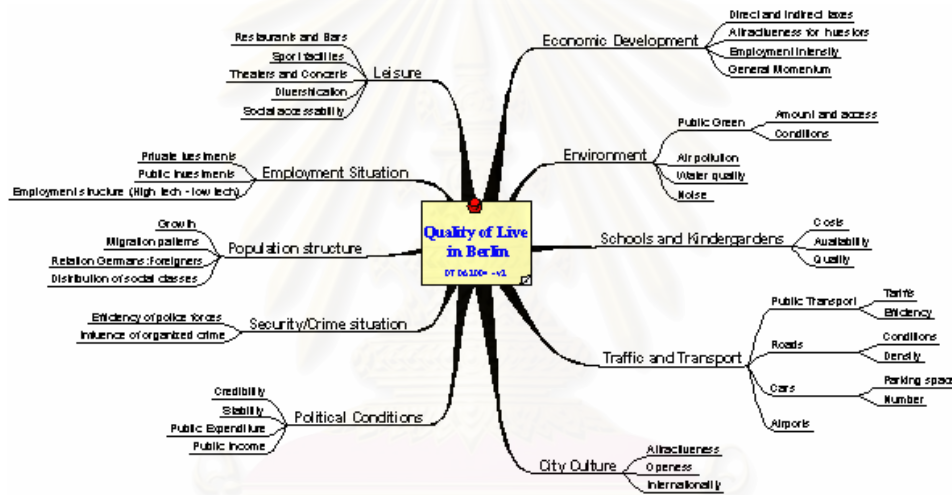 Quality of Live
in Berlin
Leisure
Restaurants and Bars
Sport facilities
Theaters and Concerts
Diversification
Social accessability
Employment Situation
Private Investments
Public Investments
Employment structure (High tech - low tech)
Population structure
Growth
Migration patterns
Relation Germans:foreigners
Distribution of social classes
Security/Crime situation
Efficiency of police forces
Influence of organized crime
Political Conditions
Credibility
Stability
Public Expenditure
Public Income
Economic Development
Direct and Indirect taxes
Attractiveness for Investors
Employment Intensity
General Momentum
Environment
Public Green
Amount and access
Conditions
Air pollution
Water quality
Noise
Schools and Kindergardens
Costs
Availability
Quality
Traffic and Transport
Public Transport
Tariffs
Efficiency
Roads
Conditions
Density
Cars
Parking space
Number
Airports
City Culture
Attractiveness
Openess
Internationality